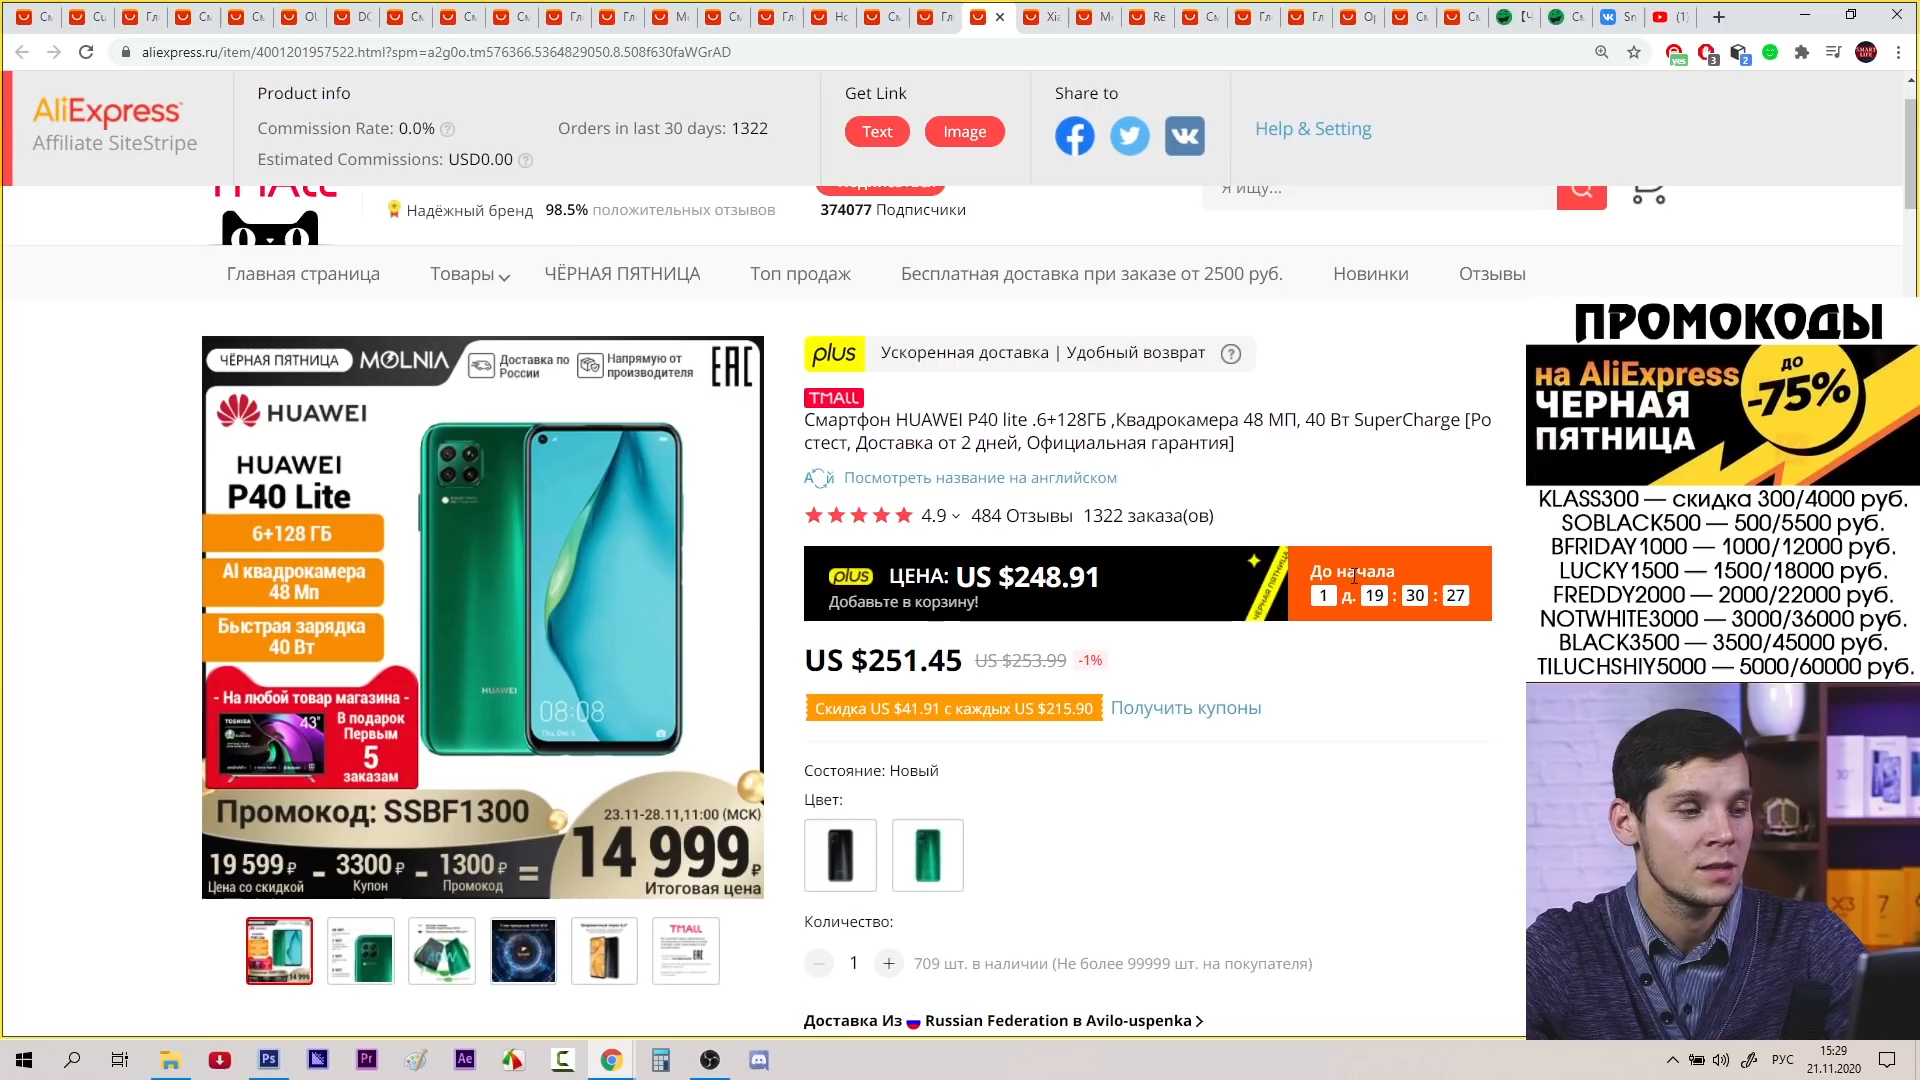 aliexpress.ru/item/4001201957522.html?spm=a2g0o.tm576366.5364829050.8.508f630faWGrAD
AliExpress
Affiliate SiteStripe
Product info
Commission Rate: 0.0%
Orders in last 30 days: 1322
Estimated Commissions: USD0.00
Get Link
Text
Image
Share to
Help & Setting
Надёжный бренд 98.5% положительных отзывов
374077 Подписчики
Я ищу...
Главная страница
Товары
ЧЁРНАЯ ПЯТНИЦА
Топ продаж
Бесплатная доставка при заказе от 2500 руб.
Новинки
Отзывы
ЧЁРНАЯ ПЯТНИЦА
MOLNIA
Доставка по
России
Напрямую от
производителя
EAC
HUAWEI
HUAWEI
P40 Lite
6+128 ГБ
AI квадрокамера
48 Мп
Быстрая зарядка
40 Вт
HUAWEI
08:08
- На любой товар магазина -
TOSHIBA
43"
В подарок
Первым
5
заказам
Промокод: SSBF1300
23.11-28.11,11:00 (МСК)
14 999 ₽
Итоговая цена
19 599 ₽ - 3300 ₽ - 1300 ₽ =
Цена со скидкой
Купон
Промокод
TMALL
plus Ускоренная доставка | Удобный возврат
TMALL
Смартфон HUAWEI P40 lite .6+128ГБ ,Квадрокамера 48 МП, 40 Вт SuperCharge [Ро
стест, Доставка от 2 дней, Официальная гарантия]
Посмотреть название на английском
4.9 484 Отзывы 1322 заказа(ов)
plus ЦЕНА: US $248.91
Добавьте в корзину!
ЧЁРНАЯ ПЯТНИЦА
До начала
1 д. 19 : 30 : 27
US $251.45 US $253.99 -1%
Скидка US $41.91 с каждых US $215.90 Получить купоны
Состояние: Новый
Цвет:
Количество:
1
709 шт. в наличии (Не более 99999 шт. на покупателя)
Доставка Из Russian Federation в Avilo-uspenka
ПРОМОКОДЫ
на AliExpress
ЧЕРНАЯ
ПЯТНИЦА
до
-75%
KLASS300 — скидка 300/4000 руб.
SOBLACK500 — 500/5500 руб.
BFRIDAY1000 — 1000/12000 руб.
LUCKY1500 — 1500/18000 руб.
FREDDY2000 — 2000/22000 руб.
NOTWHITE3000 — 3000/36000 руб.
BLACK3500 — 3500/45000 руб.
TILUCHSHIY5000 — 5000/60000 руб.
РУС
15:29
21.11.2020